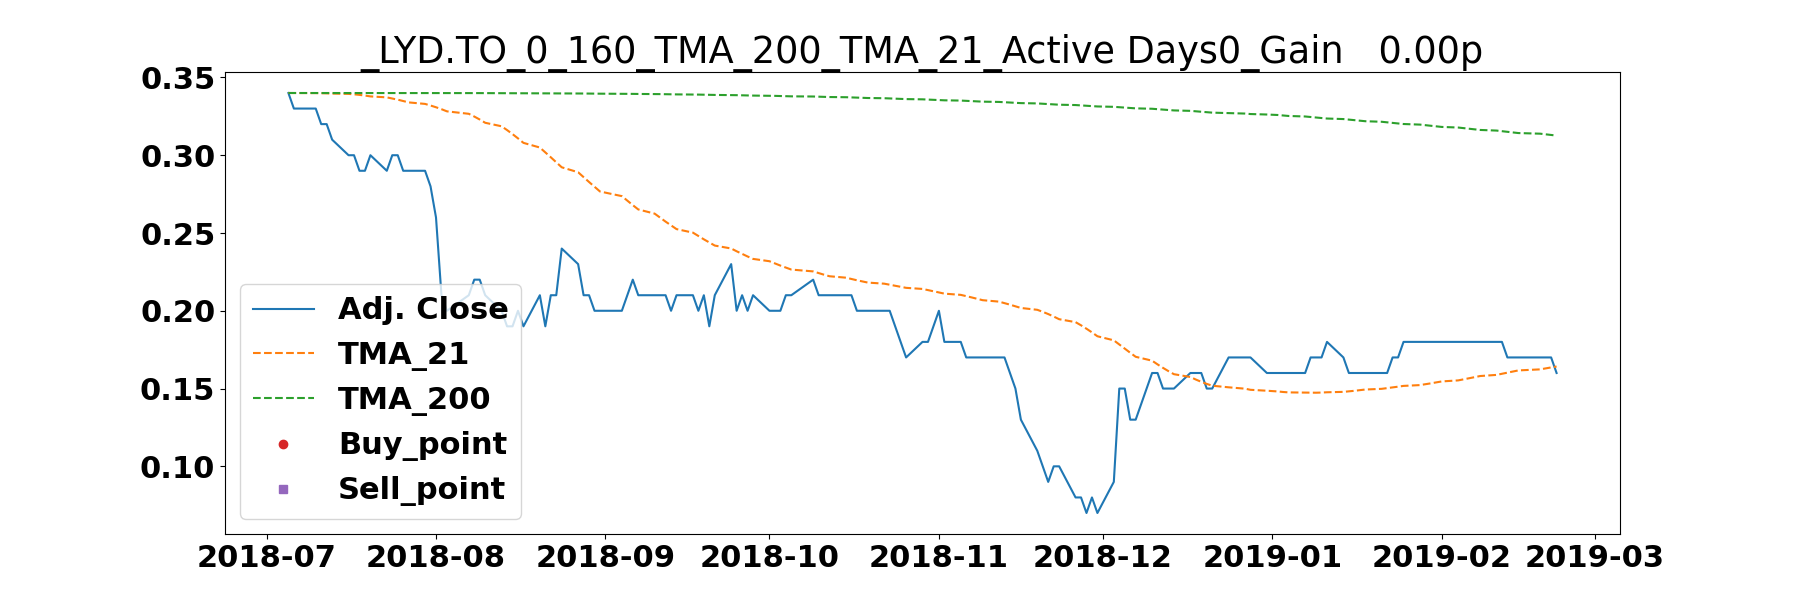 _LYD.TO_0_160_TMA_200_TMA_21_Active Days0_Gain   0.00p
0.35
0.30
0.25
0.20
0.15
0.10
Adj. Close
TMA_21
TMA_200
Buy_point
Sell_point
2018-07 2018-08 2018-09 2018-10 2018-11 2018-12 2019-01 2019-02 2019-03